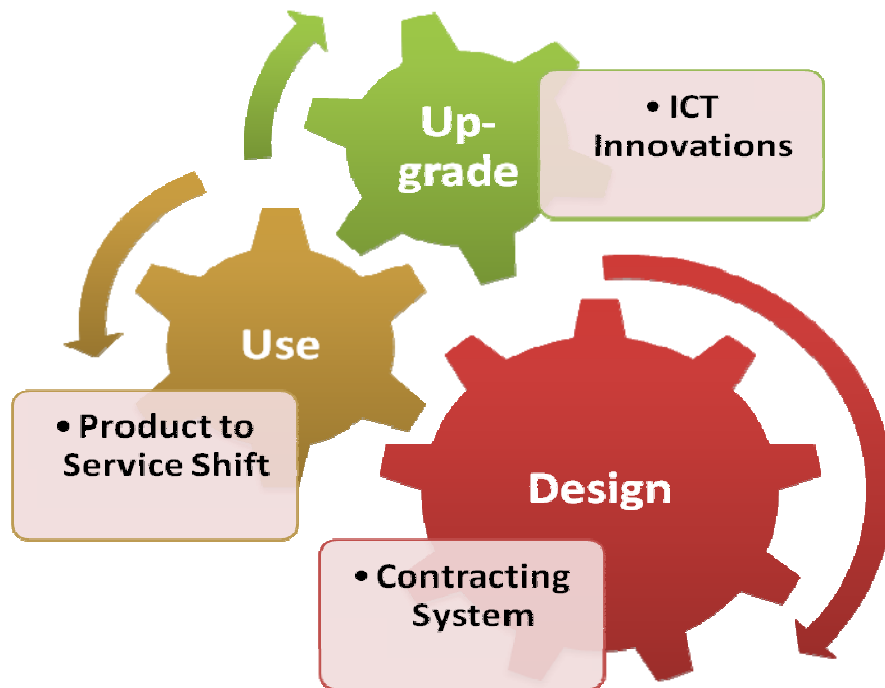 Up-
grade
• ICT
Innovations
Use
• Product to
Service Shift
Design
• Contracting
System